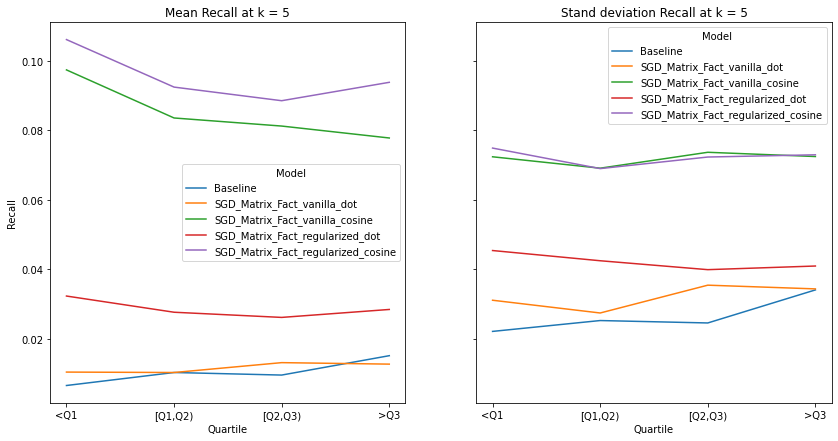 Mean Recall at k = 5
Recall
0.10
0.08
0.06
0.04
0.02
Model
Baseline
SGD_Matrix_Fact_vanilla_dot
SGD_Matrix_Fact_vanilla_cosine
SGD_Matrix_Fact_regularized_dot
SGD_Matrix_Fact_regularized_cosine
<Q1 [Q1,Q2) [Q2,Q3) >Q3
Quartile
Stand deviation Recall at k = 5
Model
Baseline
SGD_Matrix_Fact_vanilla_dot
SGD_Matrix_Fact_vanilla_cosine
SGD_Matrix_Fact_regularized_dot
SGD_Matrix_Fact_regularized_cosine
<Q1 [Q1,Q2) [Q2,Q3) >Q3
Quartile